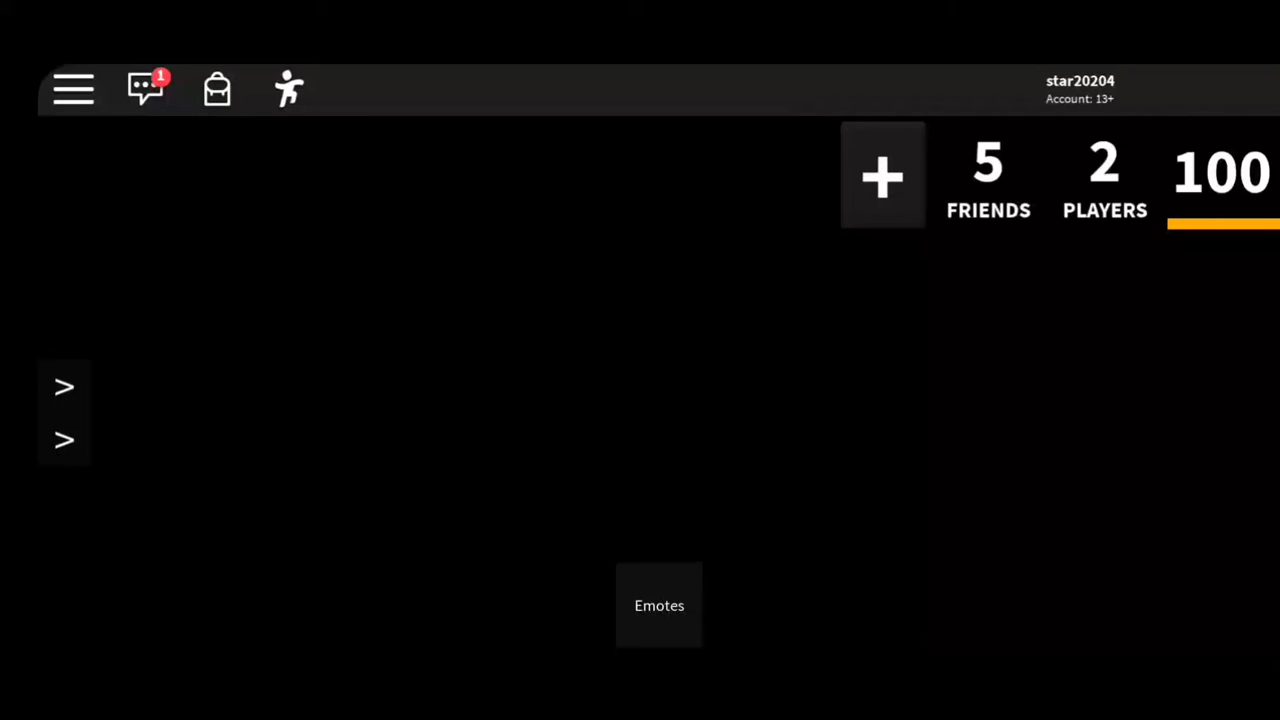 1
star20204
Account: 13+
+
5
FRIENDS
2
PLAYERS
100
>
>
Emotes